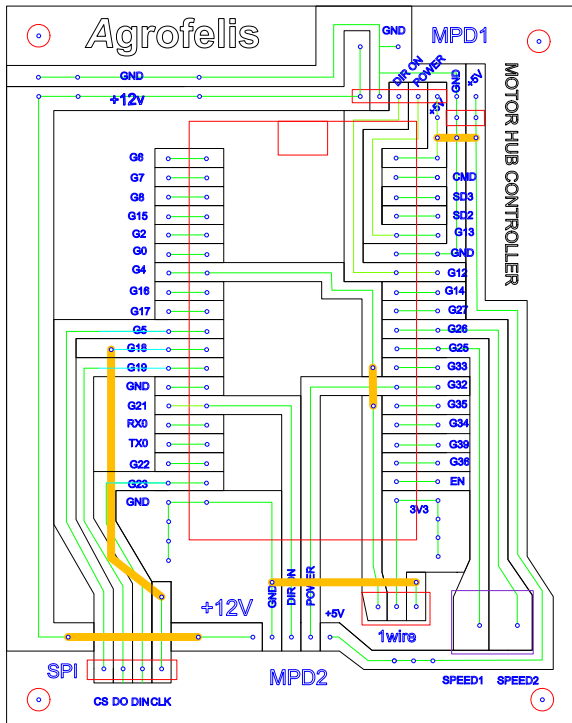 Agrofelis
GND
MPD1
GND
DIR ON
POWER
GND
+5V
+12v
+5V
MOTOR HUB CONTROLLER
G6
G7
CMD
G8
SD3
G15
SD2
G2
G13
G0
GND
G4
G12
G16
G14
G17
G27
G5
G26
G18
G25
G19
G33
GND
G32
G21
G35
RX0
G34
TX0
G39
G22
G36
G23
EN
GND
3V3
+12V
GND
DIR ON
POWER
+5V
1wire
SPI
MPD2
SPEED1
SPEED2
CS DO DIN CLK